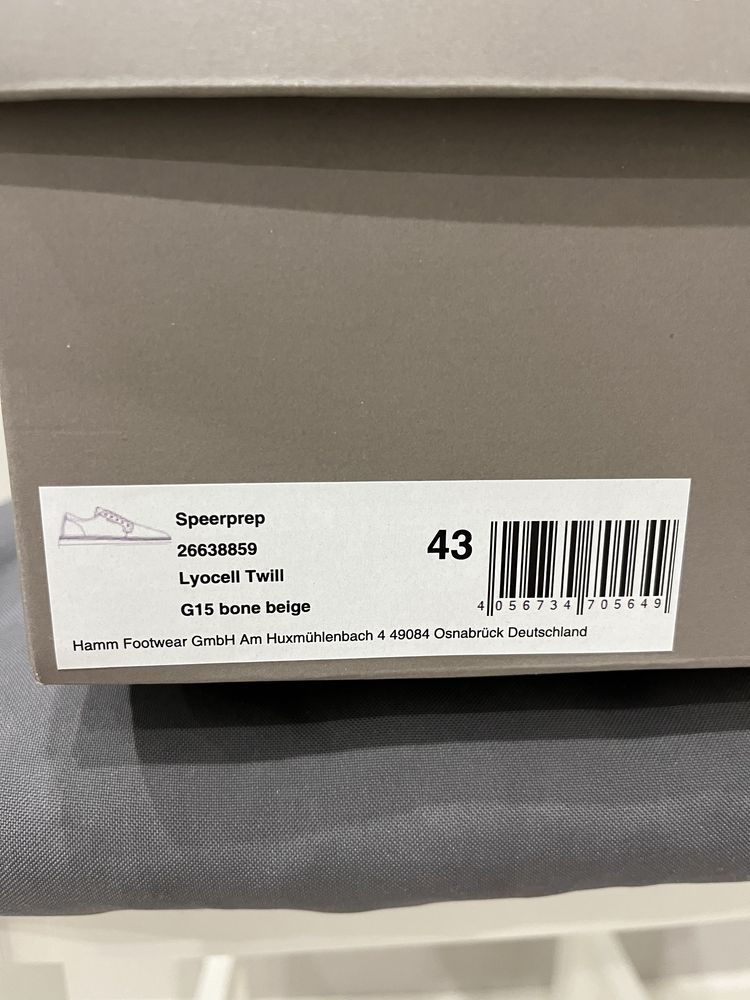 Speerprep
26638859
Lyocell Twill
G15 bone beige
43
4 056734 705649
Hamm Footwear GmbH Am Huxmühlenbach 4 49084 Osnabrück Deutschland